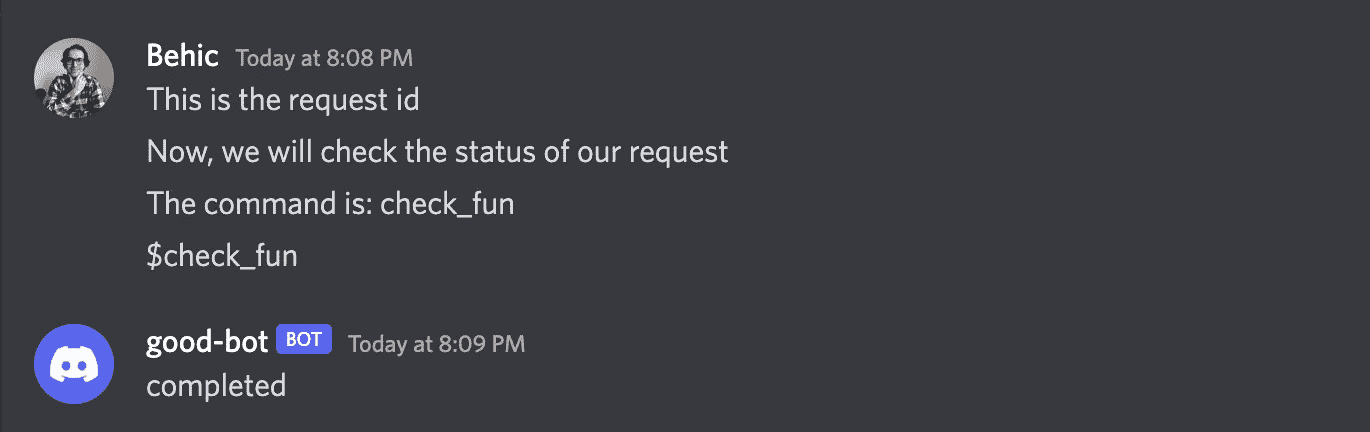 Behic Today at 8:08 PM
This is the request id
Now, we will check the status of our request
The command is: check_fun
$check_fun
good-bot BOT Today at 8:09 PM
completed